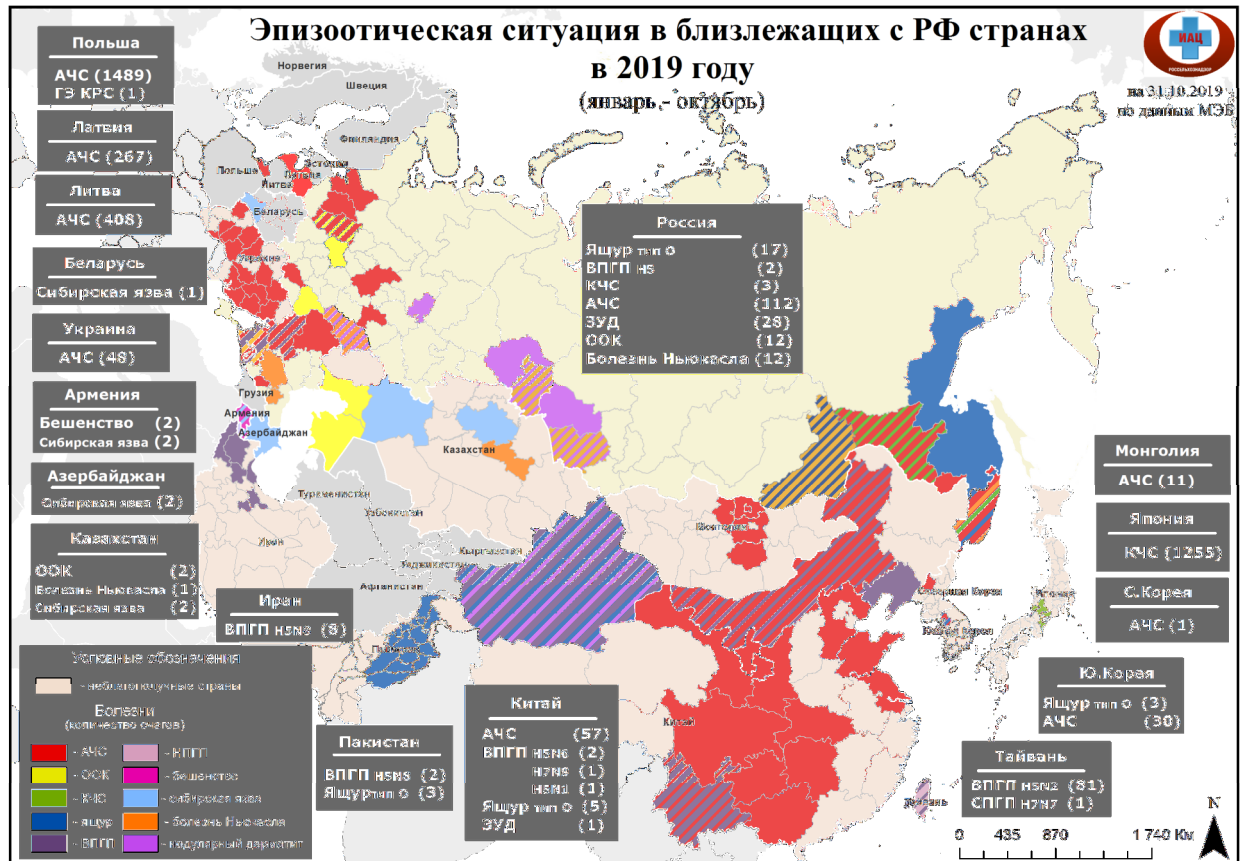 Эпизоотическая ситуация в близлежащих с РФ странах
в 2019 году
(январь - октябрь)
ИАЦ
РОССЕЛЬХОЗНАДЗОР
на 31.10.2019
по данным МЭБ
Польша
АЧС (1489)
ГЭ КРС (1)
Латвия
АЧС (267)
Литва
АЧС (408)
Беларусь
Сибирская язва (1)
Украина
АЧС (48)
Армения
Бешенство (2)
Сибирская язва (2)
Азербайджан
Сибирская язва (2)
Казахстан
ООК (2)
Болезнь Ньюкасла (1)
Сибирская язва (2)
Иран
ВПГП H5N8 (8)
Россия
Ящур тип О (17)
ВПГП H5 (2)
КЧС (3)
АЧС (112)
ЗУД (28)
ООК (12)
Болезнь Ньюкасла (12)
Монголия
АЧС (11)
Япония
КЧС (1255)
С.Корея
АЧС (1)
Ю.Корея
Ящур тип О (3)
АЧС (30)
Тайвань
ВПГП H5N2 (81)
СПГП H7N7 (1)
Китай
АЧС (57)
ВПГП H5N6 (2)
H7N9 (1)
H5N1 (1)
Ящур тип О (5)
ЗУД (1)
Пакистан
ВПГП H5N8 (2)
Ящур тип О (3)
Норвегия
Швеция
Финляндия
Эстония
Латвия
Литва
Польша
Беларусь
Украина
Грузия
Армения
Азербайджан
Казахстан
Туркменистан
Узбекистан
Кыргызстан
Таджикистан
Афганистан
Иран
Пакистан
Монголия
Китай
Северная Корея
Южная Корея
Япония
Тайвань
Условные обозначения
- неблагополучные страны
Болезни
(количество очагов)
- АЧС
- НПГП
- ООК
- бешенство
- КЧС
- сибирская язва
- ящур
- болезнь Ньюкасла
- ВПГП
- нодулярный дерматит
N
0 435 870 1 740 Км